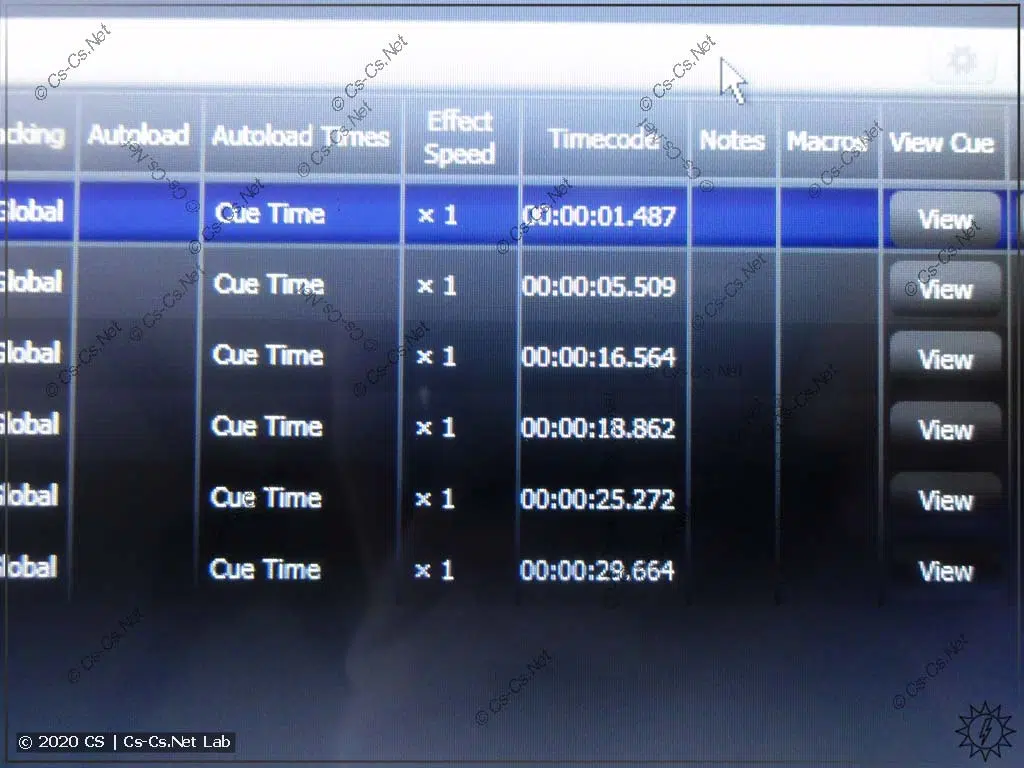 cking Autoload Autoload Times Effect Speed Timecode Notes Macro View Cue
Global Cue Time × 1 00:00:01.487 View
Global Cue Time × 1 00:00:05.509 View
Global Cue Time × 1 00:00:16.564 View
Global Cue Time × 1 00:00:18.862 View
Global Cue Time × 1 00:00:25.272 View
Global Cue Time × 1 00:00:29.664 View
© Cs-Cs.Net
© 2020 CS | Cs-Cs.Net Lab